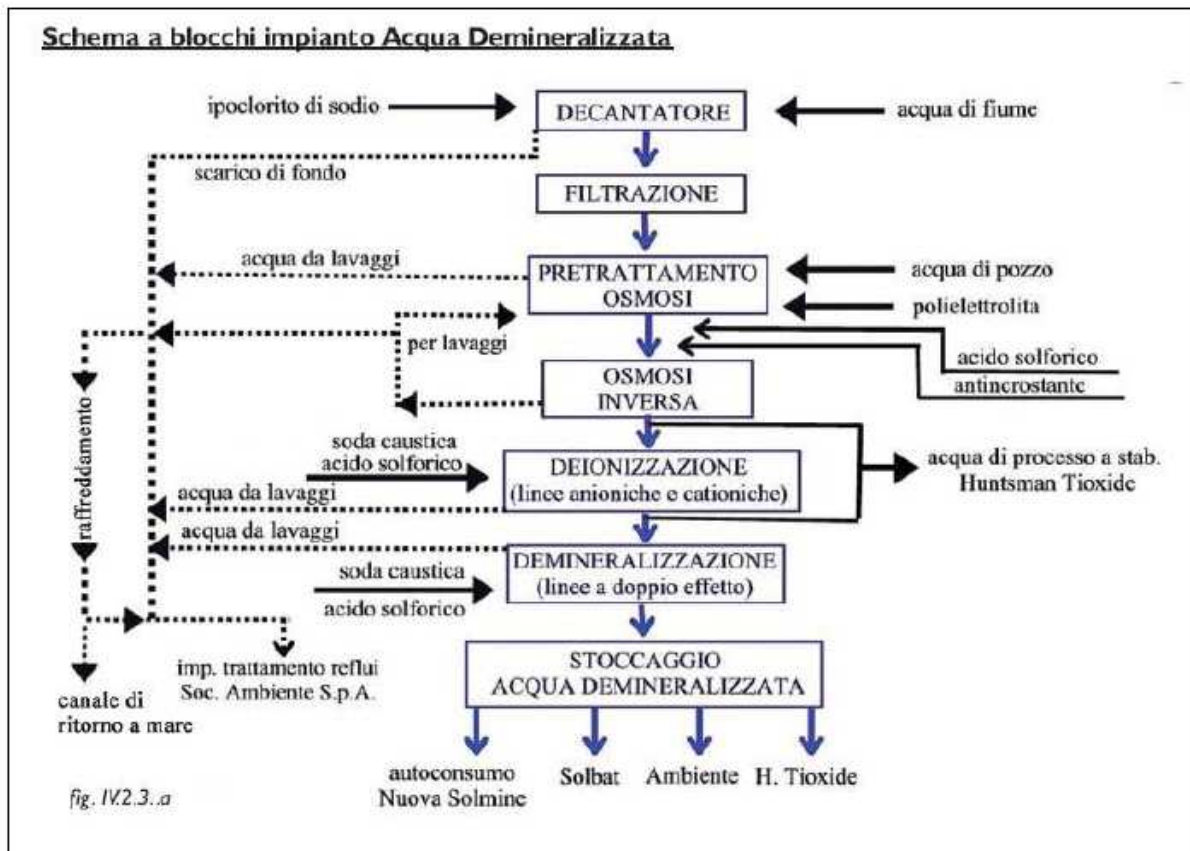 Schema a blocchi impianto Acqua Demineralizzata
ipoclorito di sodio
DECANTATORE
acqua di fiume
scarico di fondo
FILTRAZIONE
acqua da lavaggi
PRETRATTAMENTO
OSMOSI
acqua di pozzo
polielettrolita
per lavaggi
acido solforico
antincrostante
OSMOSI
INVERSA
raffreddamento
soda caustica
acido solforico
DEIONIZZAZIONE
(linee anioniche e cationiche)
acqua di processo a stab.
Huntsman Tioxide
acqua da lavaggi
acqua da lavaggi
DEMINERALIZZAZIONE
(linee a doppio effetto)
soda caustica
acido solforico
STOCCAGGIO
ACQUA DEMINERALIZZATA
imp. trattamento reflui
Soc. Ambiente S.p.A.
canale di
ritorno a mare
autoconsumo
Nuova Solmine
Solbat
Ambiente
H. Tioxide
fig. IV.2.3..a